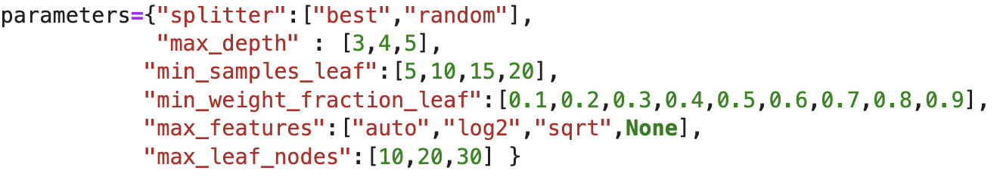 parameters={"splitter":["best","random"],
"max_depth" : [3,4,5],
"min_samples_leaf":[5,10,15,20],
"min_weight_fraction_leaf":[0.1,0.2,0.3,0.4,0.5,0.6,0.7,0.8,0.9],
"max_features":["auto","log2","sqrt",None],
"max_leaf_nodes":[10,20,30] }